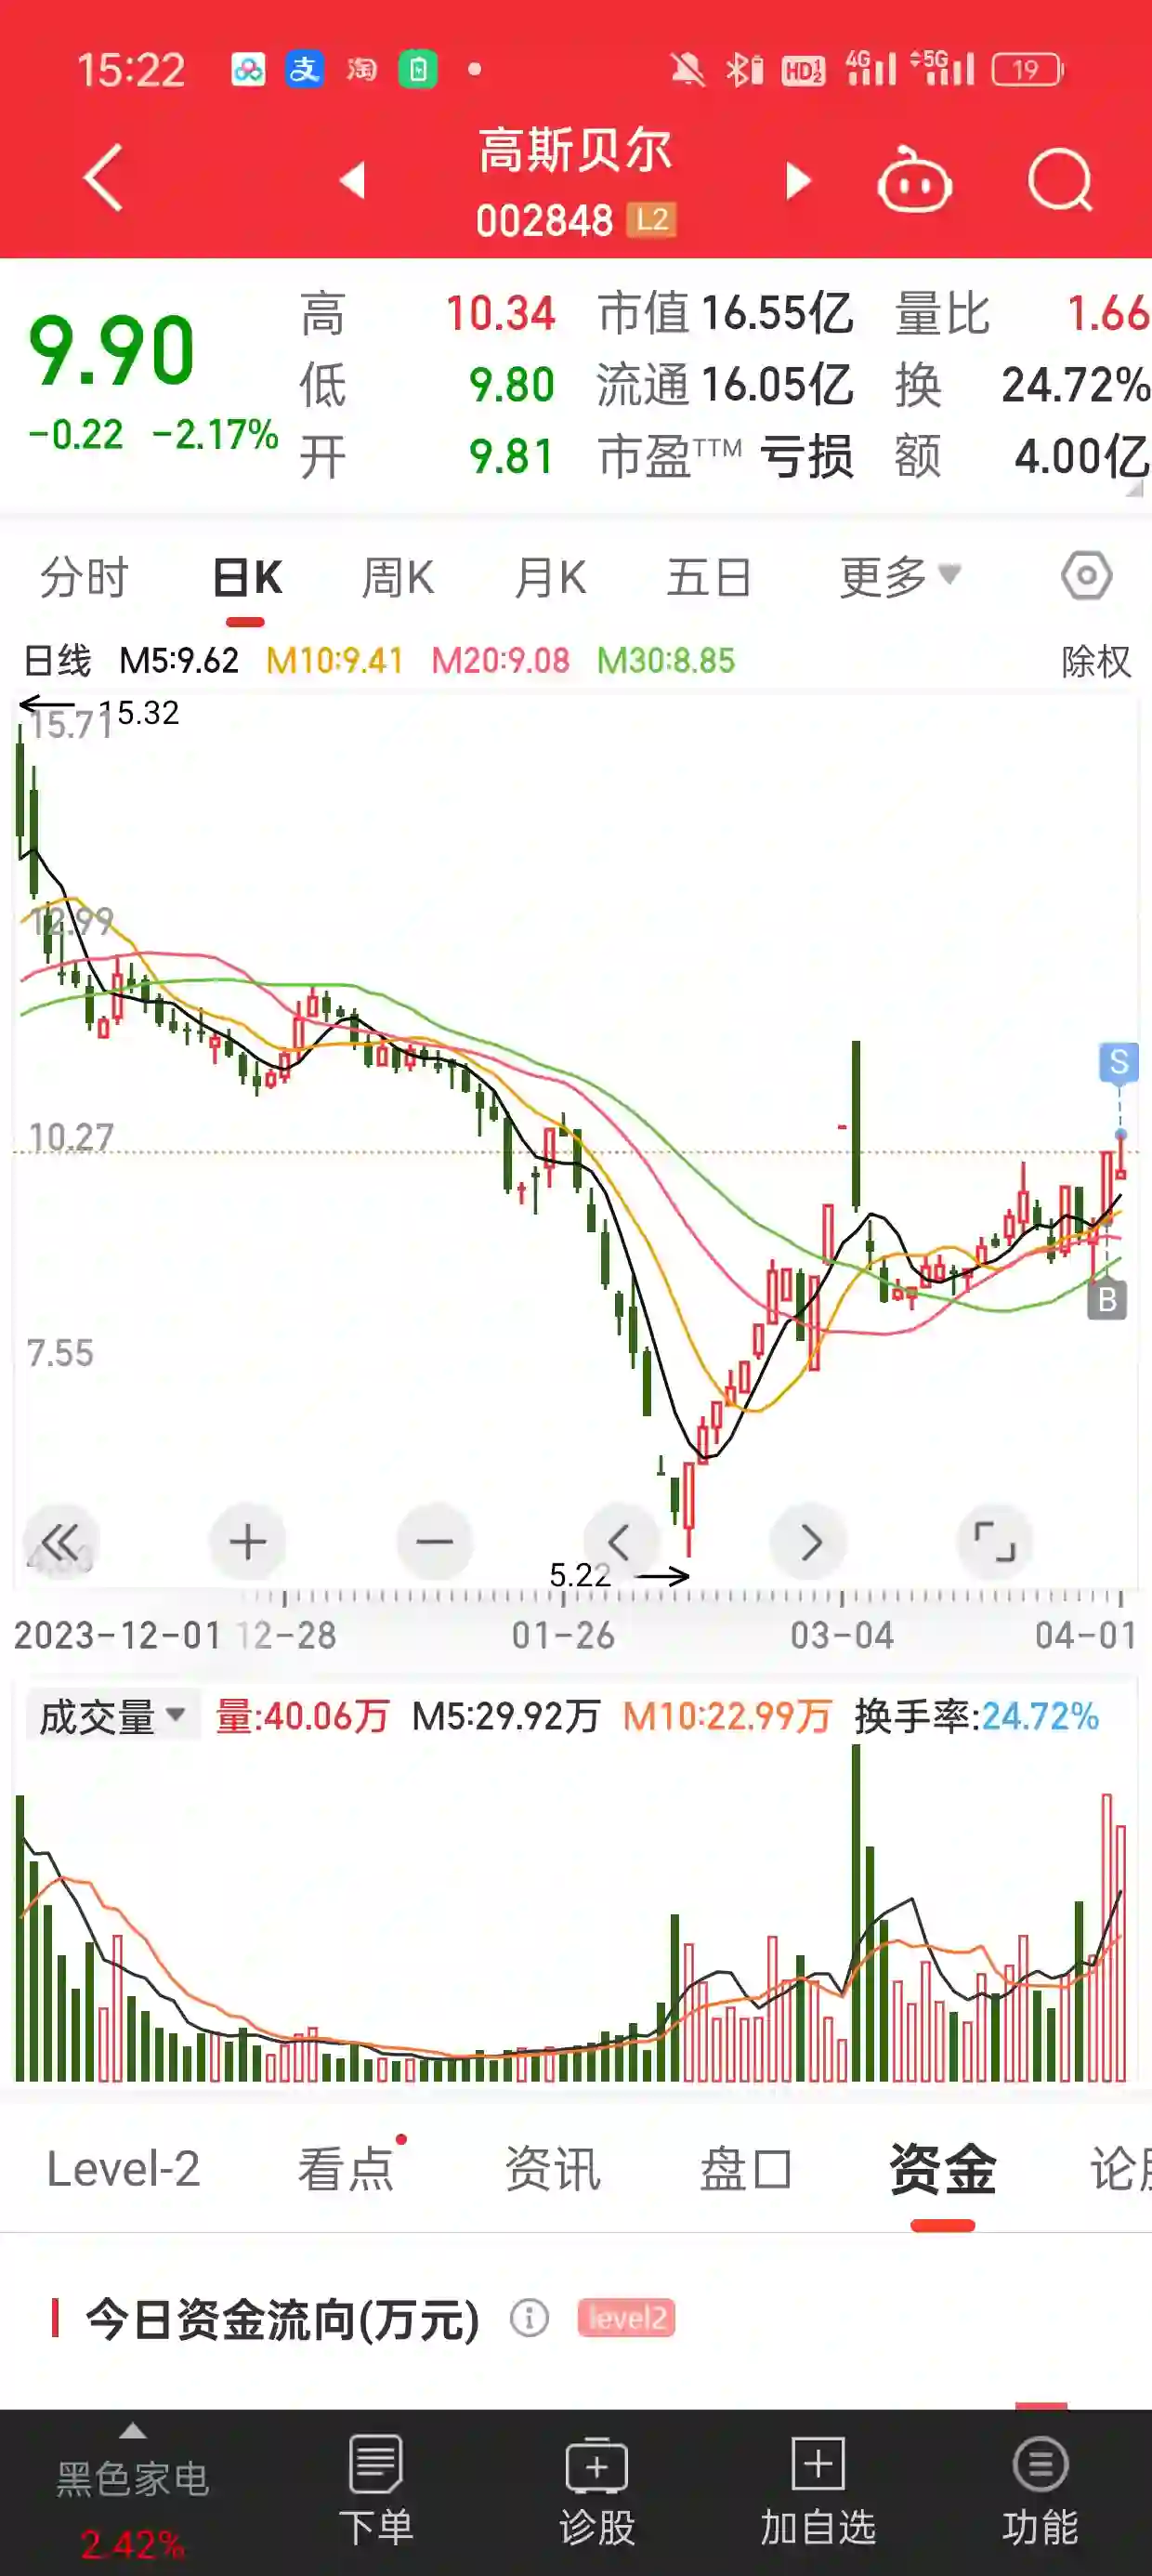 15:22 支 淘 HD 1 2 4G 5G 19
高斯贝尔
002848 L2
9.90
-0.22 -2.17%
高 10.34 市值 16.55亿 量比 1.66
低 9.80 流通 16.05亿 换 24.72%
开 9.81 市盈TTM 亏损 额 4.00亿
分时 日K 周K 月K 五日 更多
日线 M5:9.62 M10:9.41 M20:9.08 M30:8.85 除权
15.71 15.32
12.99
10.27
S
B
7.55
5.22
2023-12-01 12-28 01-26 03-04 04-01
成交量 量:40.06万 M5:29.92万 M10:22.99万 换手率:24.72%
Level-2 看点 资讯 盘口 资金
今日资金流向(万元) level2
黑色家电 下单 诊股 加自选 功能
2.42%